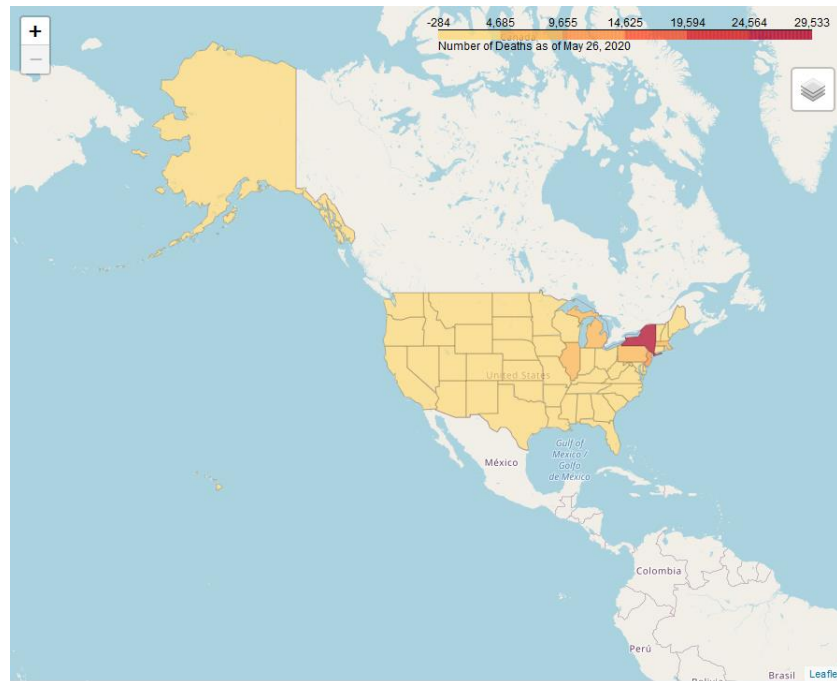 +
−
-284 4,685 9,655 14,625 19,594 24,564 29,533
Canada
Number of Deaths as of May 26, 2020
United States
Gulf of
Mexico /
Golfo
de México
México
Colombia
Perú
Brasil
Leafle